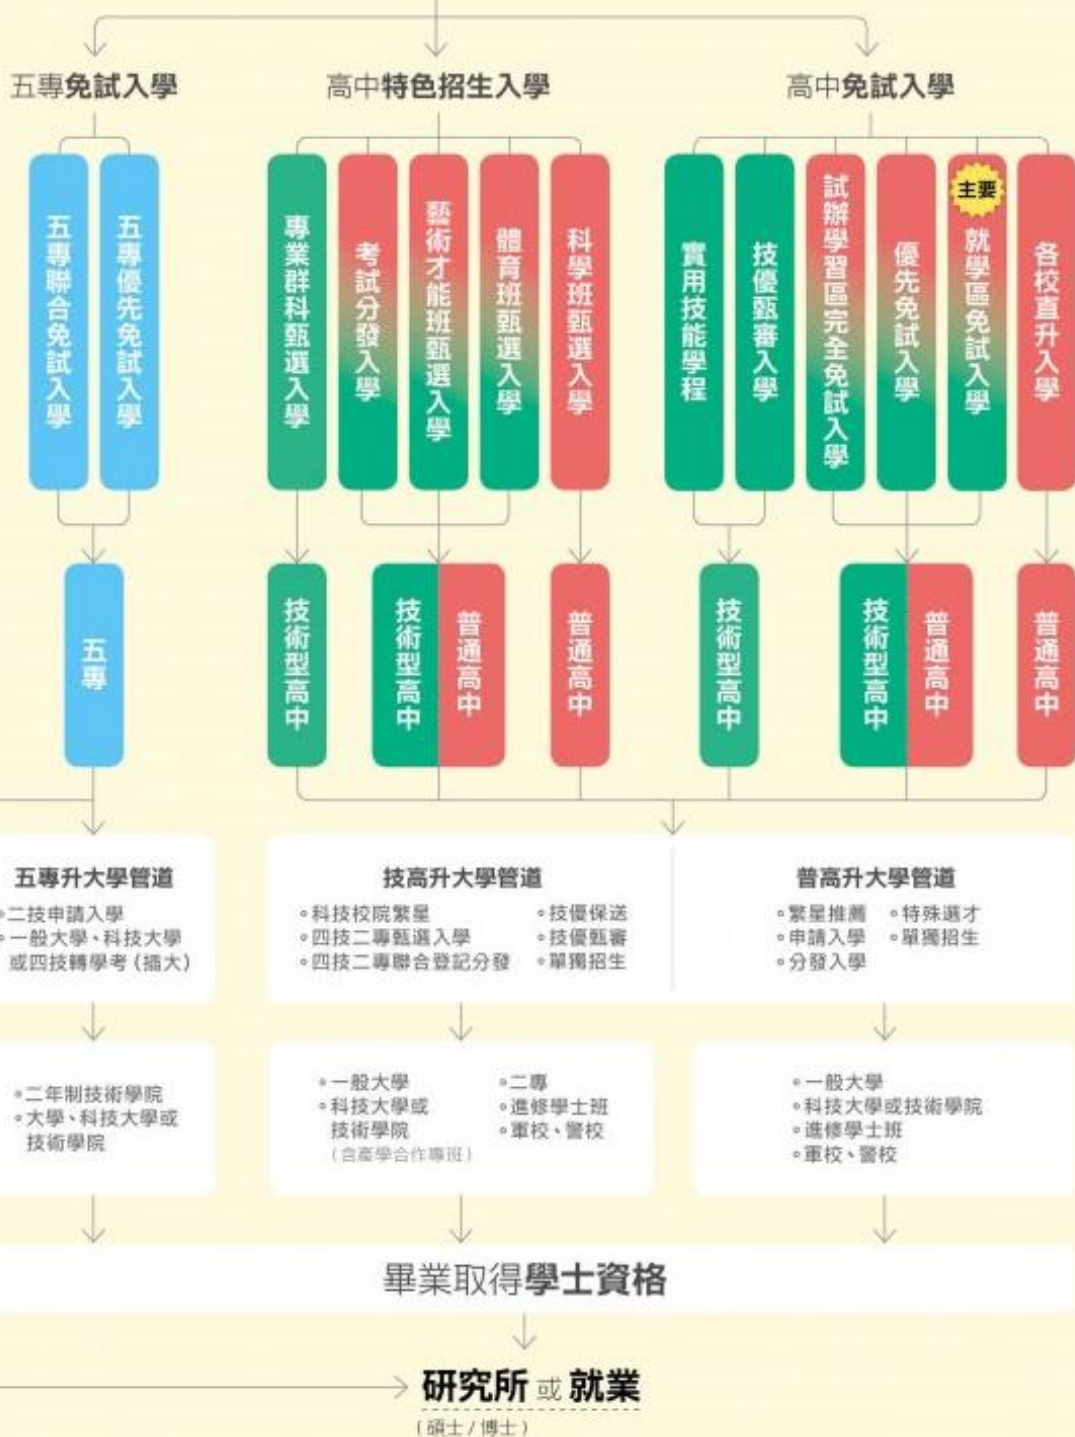 五專免試入學
高中特色招生入學
高中免試入學
五專聯合免試入學
五專優先免試入學
專業群科甄選入學
考試分發入學
藝術才能班甄選入學
體育班甄選入學
科學班甄選入學
實用技能學程
技優甄審入學
試辦學習區完全免試入學
優先免試入學
主要
就學區免試入學
各校直升入學
五專
技術型高中
技術型高中
普通高中
普通高中
技術型高中
技術型高中
普通高中
普通高中
五專升大學管道
•二技申請入學
•一般大學、科技大學
或四技轉學考(插大)
技高升大學管道
•科技校院繁星
•四技二專甄選入學
•四技二專聯合登記分發
•技優保送
•技優甄審
•單獨招生
普高升大學管道
•繁星推薦
•申請入學
•分發入學
•特殊選才
•單獨招生
•二年制技術學院
•大學、科技大學或
技術學院
•一般大學
•科技大學或
技術學院
(含產學合作專班)
•二專
•進修學士班
•軍校、警校
•一般大學
•科技大學或技術學院
•進修學士班
•軍校、警校
畢業取得學士資格
研究所 或 就業
(碩士/博士)